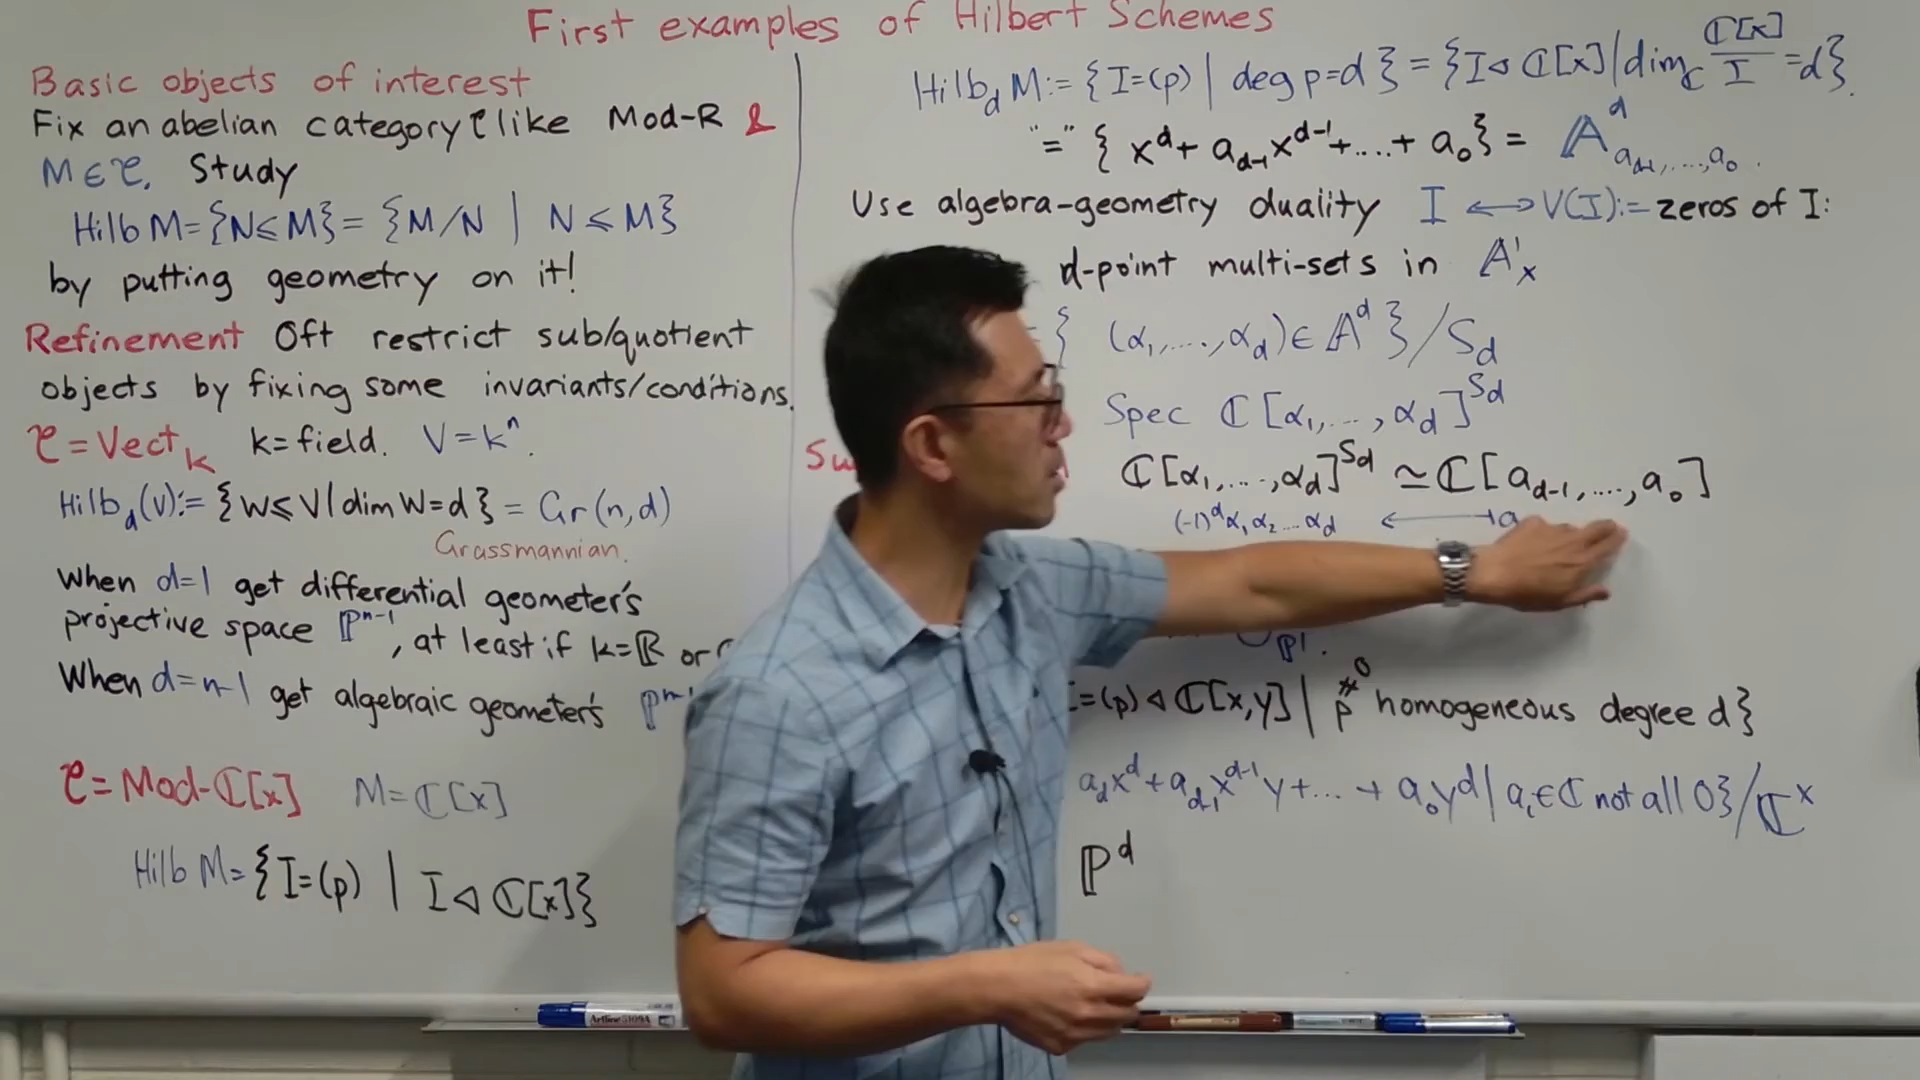 First examples of Hilbert Schemes
Basic objects of interest
Fix an abelian category 𝒞 like Mod-R &
M ∈ 𝒞. Study
Hilb M = {N ≤ M} = {M/N | N ≤ M}
by putting geometry on it!
Refinement Oft restrict sub/quotient
objects by fixing some invariants/conditions.
𝒞 = Vect_k k = field. V = k^n.
Hilb_d(V) := {W ≤ V | dim W = d} = Gr(n,d)
Grassmannian.
When d=1 get differential geometer's
projective space ℙ^{n-1}, at least if k = ℝ or
When d=n-1 get algebraic geometer's ℙ^{n-1}
𝒞 = Mod-ℂ[x] M = ℂ[x]
Hilb M = {I=(p) | I ◁ ℂ[x]}
Hilb_d M := {I=(p) | deg p=d} = {I ◁ ℂ[x] | dim_ℂ ℂ[x]/I = d}.
"=" {x^d + a_{d-1}x^{d-1} + .... + a_0} = 𝔸^d_{a_{d-1},....,a_0}.
Use algebra-geometry duality I ⟷ V(I) := zeros of I:
d-point multi-sets in 𝔸^1_x
{(α_1,....,α_d) ∈ 𝔸^d}/S_d
Spec ℂ[α_1,...,α_d]^{S_d}
ℂ[α_1,...,α_d]^{S_d} ≃ ℂ[a_{d-1},....,a_0]
(-1)^d α_1 α_2 ... α_d ⟵⟶ a
ℙ^1.
I=(p) ◁ ℂ[x,y] | p ≠ 0 homogeneous degree d}
a_d x^d + a_{d-1} x^{d-1} y + ... + a_0 y^d | a_i ∈ ℂ not all 0}/ℂ^×
ℙ^d
Artline 5109A